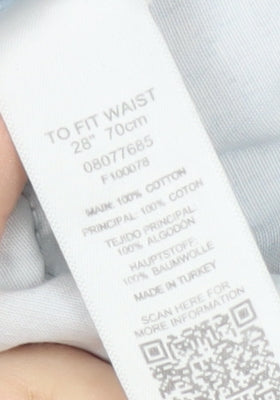 TO FIT WAIST
28" 70cm
08077685
F100078
MAIN: 100% COTTON
PRINCIPAL: 100% COTON
TEJIDO PRINCIPAL:
100% ALGODÓN
HAUPTSTOFF:
100% BAUMWOLLE
MADE IN TURKEY
SCAN HERE FOR
MORE INFORMATION